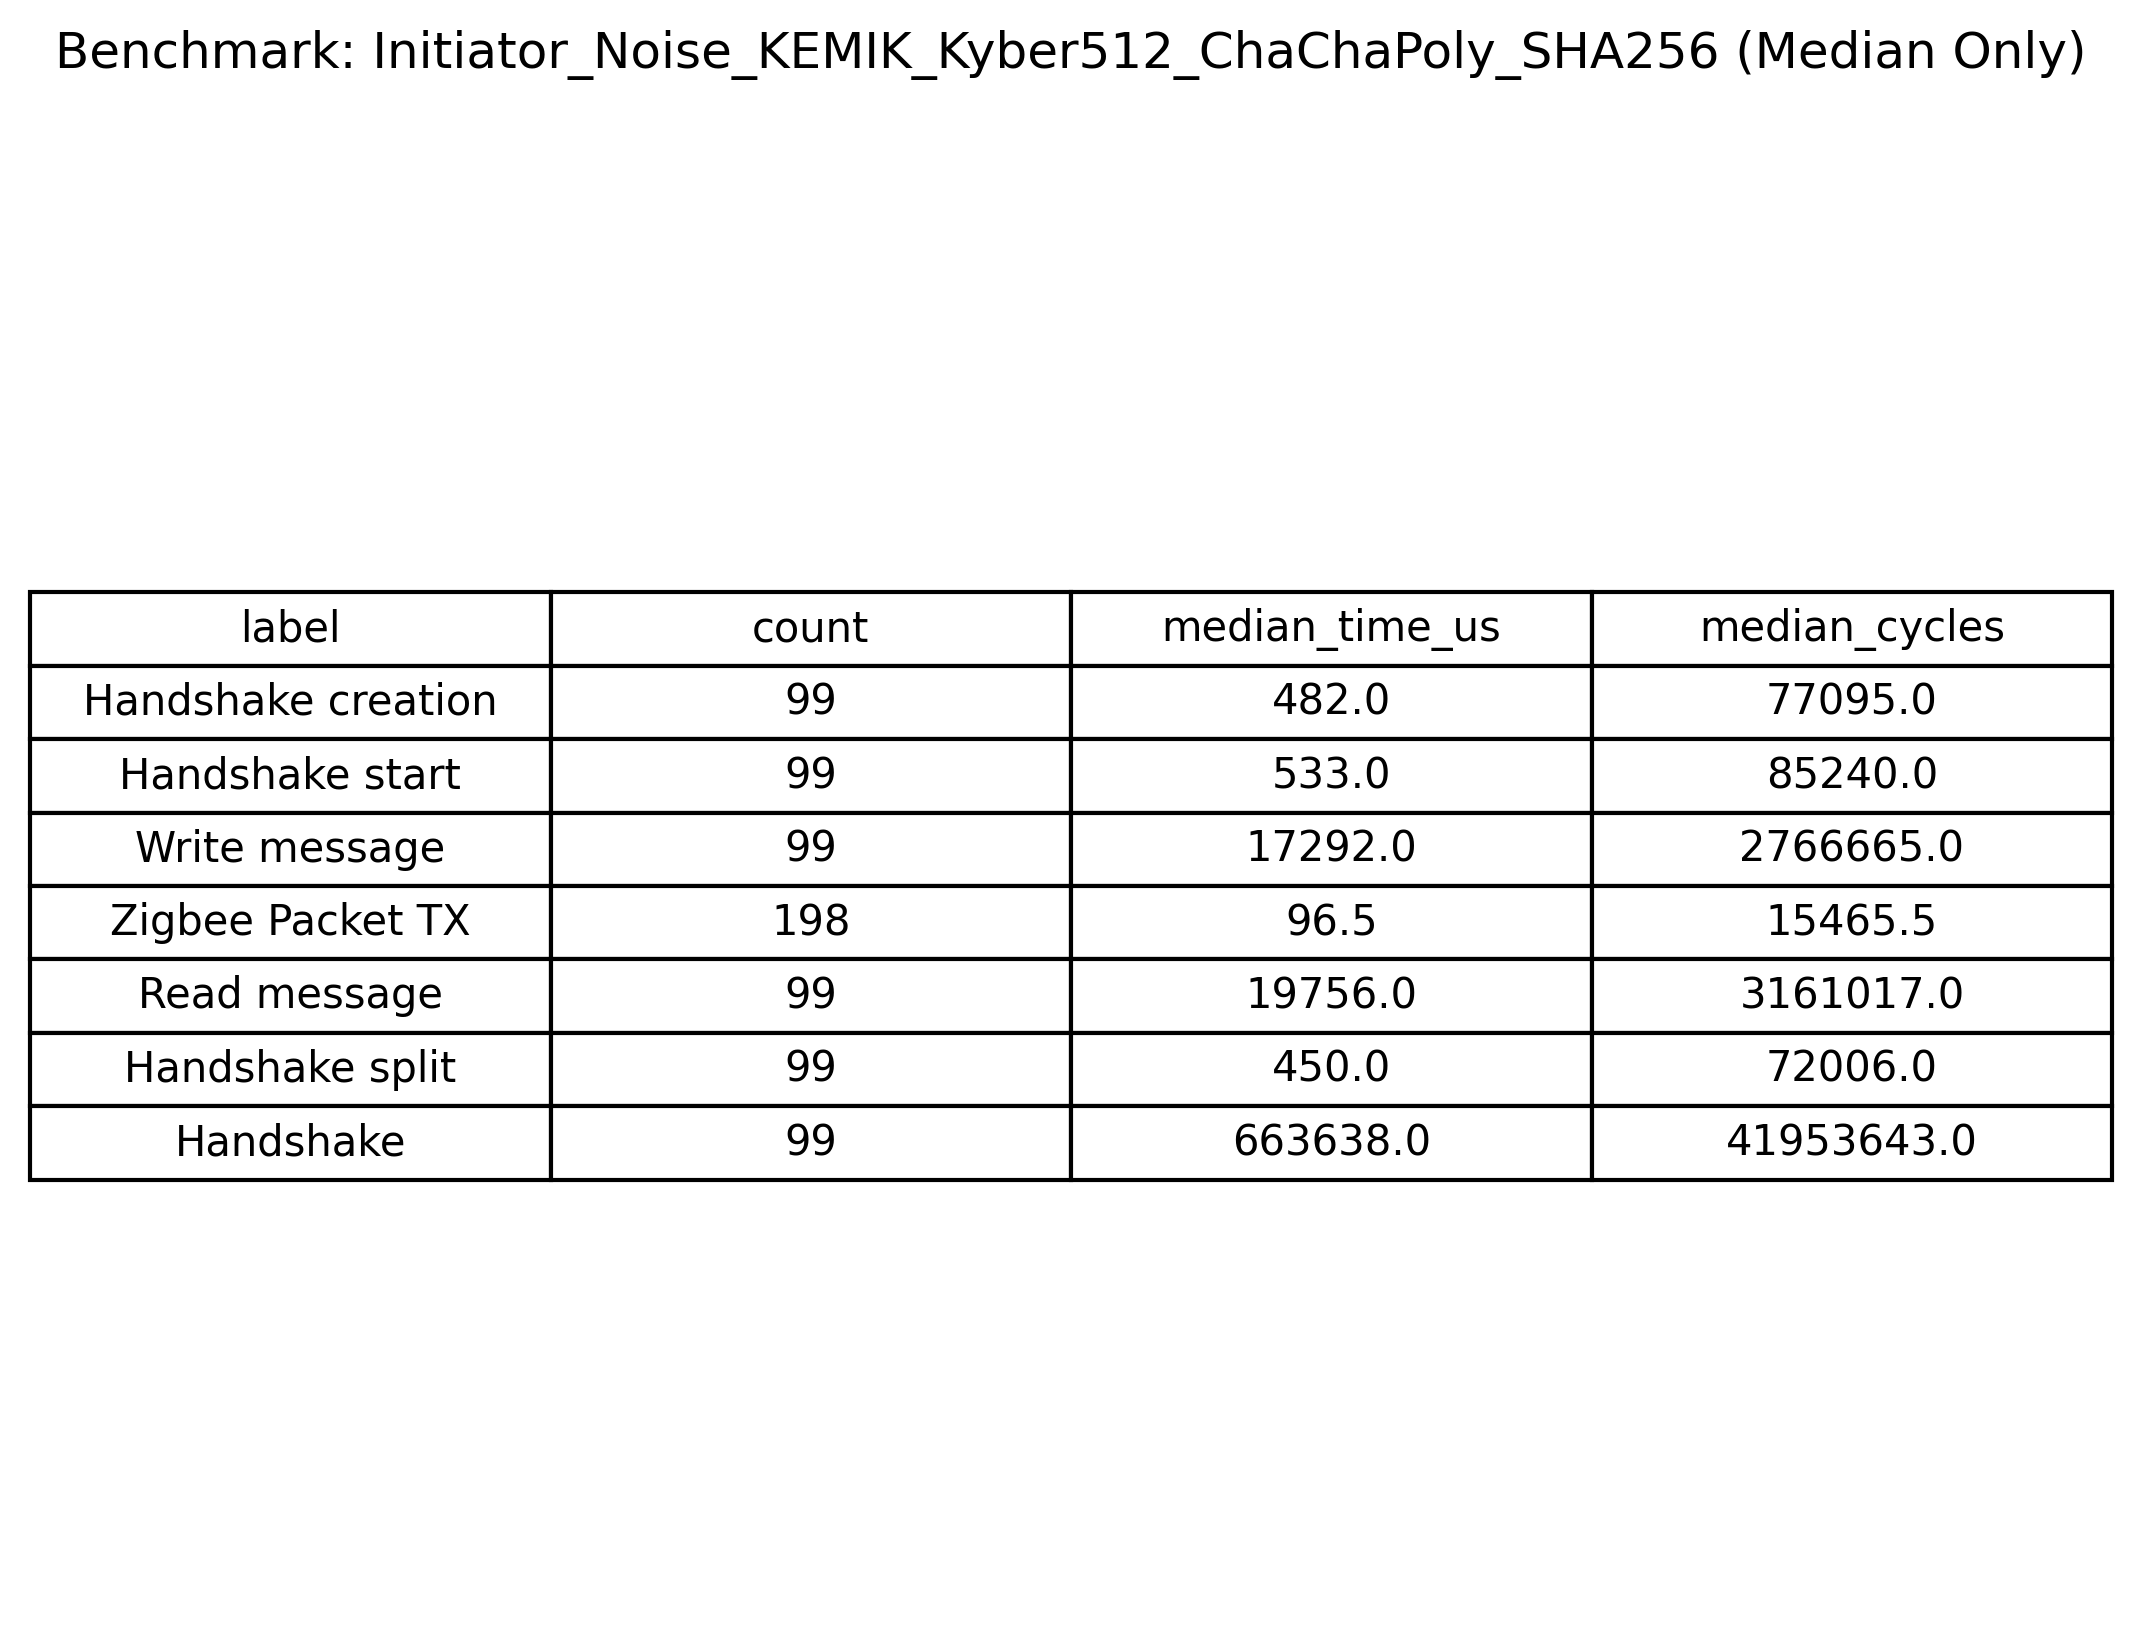 Benchmark: Initiator_Noise_KEMIK_Kyber512_ChaChaPoly_SHA256 (Median Only)
label count median_time_us median_cycles
Handshake creation 99 482.0 77095.0
Handshake start 99 533.0 85240.0
Write message 99 17292.0 2766665.0
Zigbee Packet TX 198 96.5 15465.5
Read message 99 19756.0 3161017.0
Handshake split 99 450.0 72006.0
Handshake 99 663638.0 41953643.0